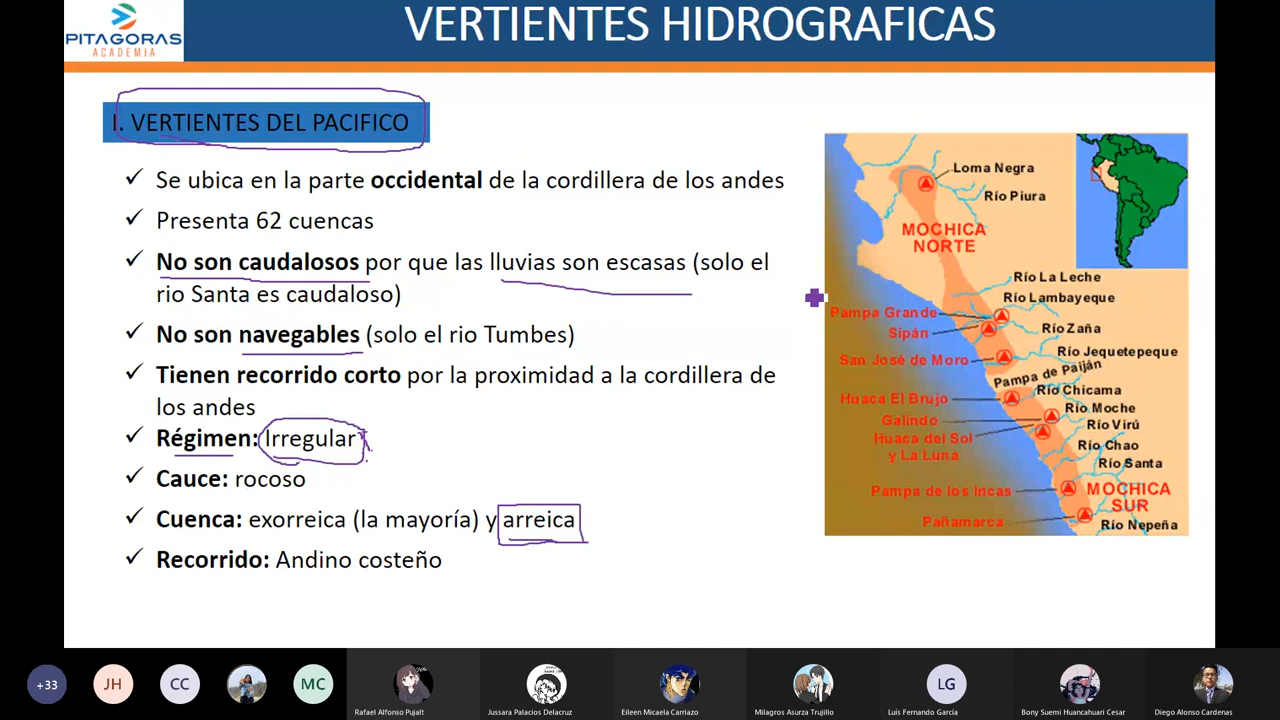 PITAGORAS
ACADEMIA
VERTIENTES HIDROGRAFICAS
I. VERTIENTES DEL PACIFICO
✓ Se ubica en la parte occidental de la cordillera de los andes
✓ Presenta 62 cuencas
✓ No son caudalosos por que las lluvias son escasas (solo el
rio Santa es caudaloso)
✓ No son navegables (solo el rio Tumbes)
✓ Tienen recorrido corto por la proximidad a la cordillera de
los andes
✓ Régimen: Irregular
✓ Cauce: rocoso
✓ Cuenca: exorreica (la mayoría) y arreica
✓ Recorrido: Andino costeño
Loma Negra
Río Piura
MOCHICA
NORTE
Río La Leche
Río Lambayeque
Pampa Grande
Sipán
Río Zaña
San José de Moro
Río Jequetepeque
Pampa de Paiján
Río Chicama
Huaca El Brujo
Río Moche
Galindo
Río Virú
Huaca del Sol
y La Luna
Río Chao
Río Santa
Pampa de los Incas
MOCHICA
SUR
Pañamarca
Río Nepeña
+33
JH
CC
MC
LG
Rafael Alfonso Pujalt
Jussara Palacios Delacruz
Eileen Micaela Carriazo
Milagros Asurza Trujillo
Luis Fernando Garcia
Bony Suemi Huancahuari Cesar
Diego Alonso Cardenas